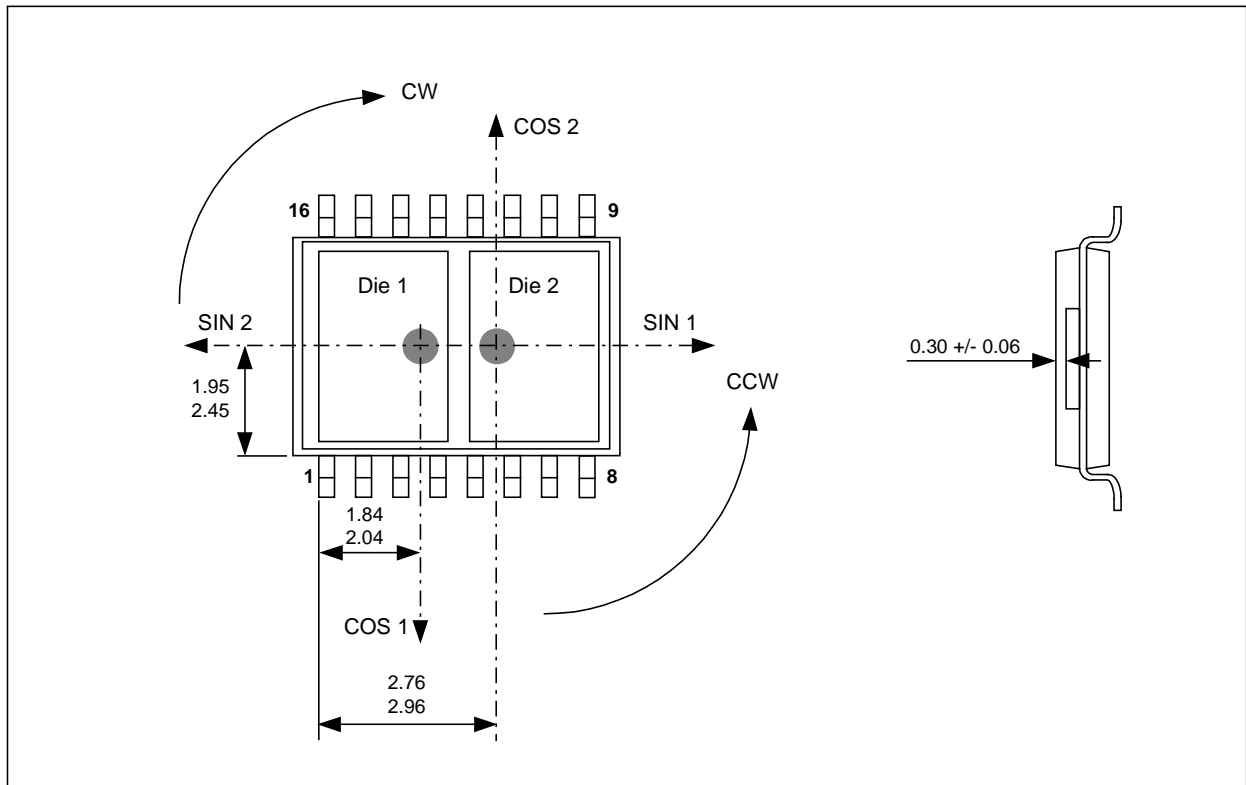 CW
COS 2
16
9
Die 1
Die 2
SIN 2
SIN 1
0.30 +/- 0.06
CCW
1.95
2.45
1
8
1.84
2.04
COS 1
2.76
2.96